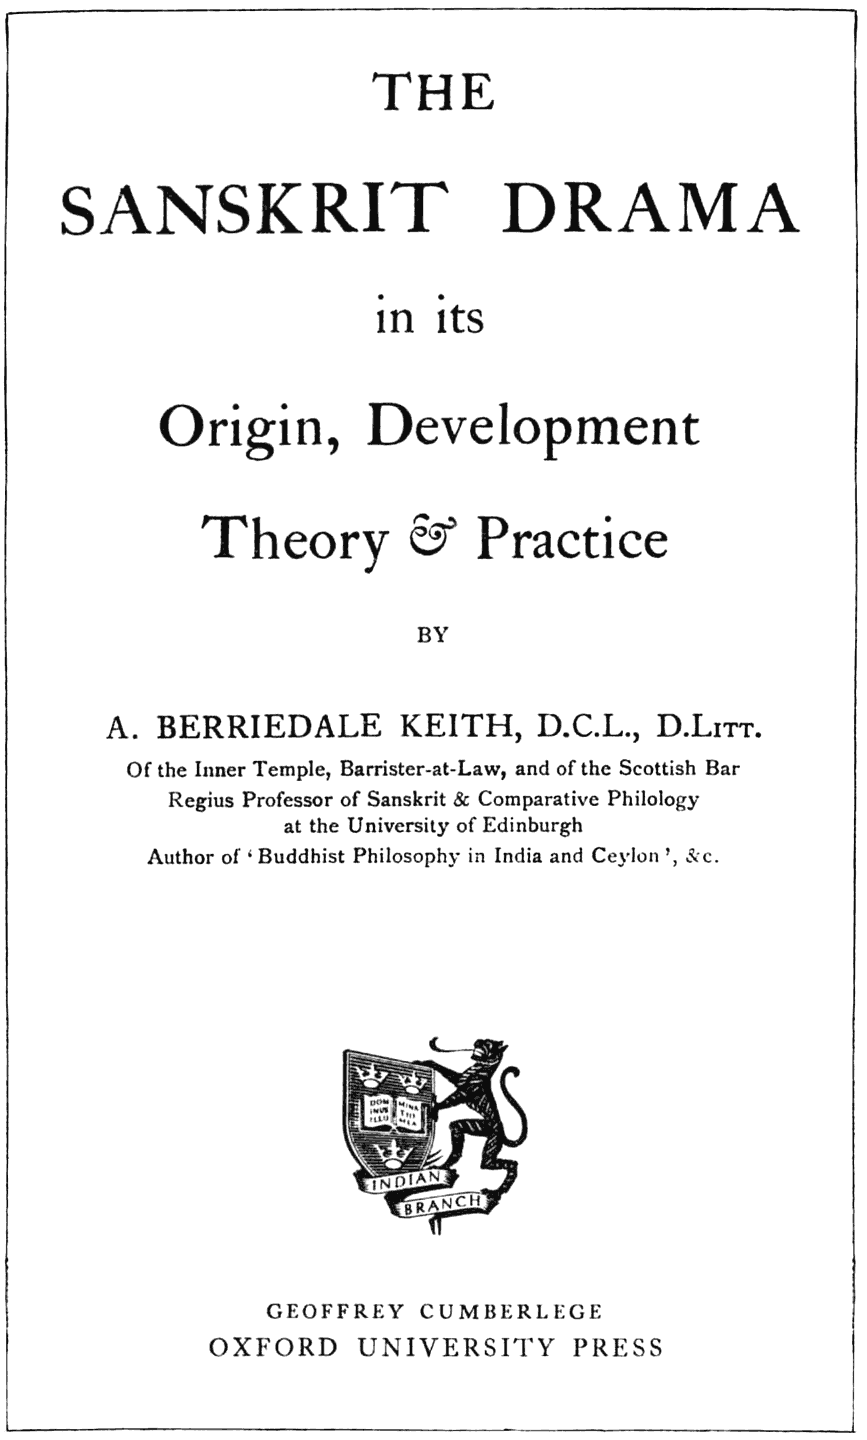 THE
SANSKRIT DRAMA
in its
Origin, Development
Theory & Practice
BY
A. BERRIEDALE KEITH, D.C.L., D.LITT.
Of the Inner Temple, Barrister-at-Law, and of the Scottish Bar
Regius Professor of Sanskrit & Comparative Philology
at the University of Edinburgh
Author of ‘Buddhist Philosophy in India and Ceylon’, &c.
DOM MINA
INUS TIO
ILLU MEA
INDIAN
BRANCH
GEOFFREY CUMBERLEGE
OXFORD UNIVERSITY PRESS